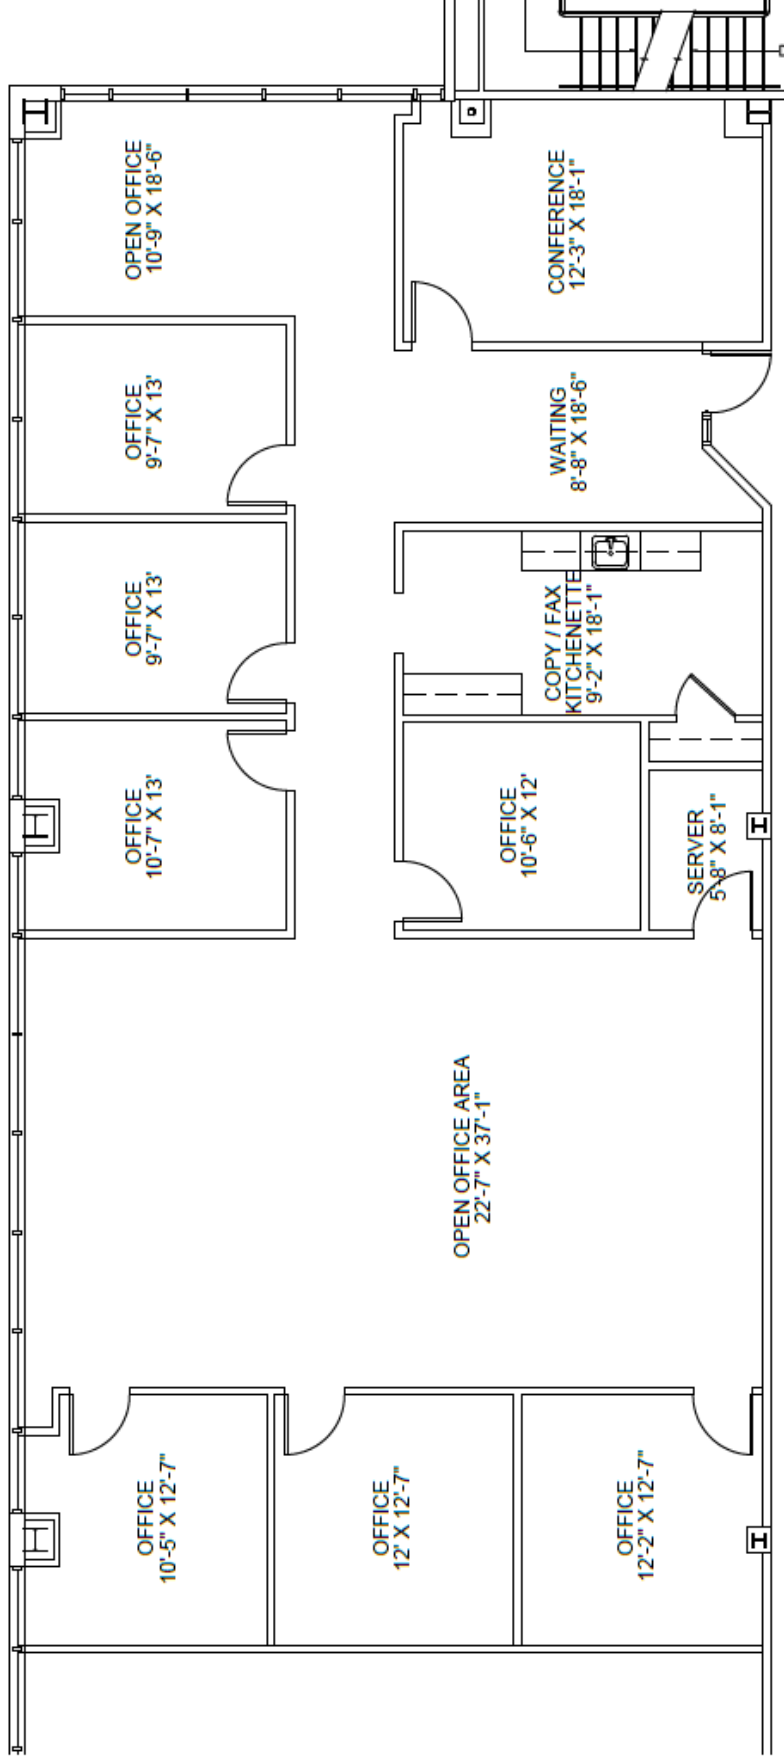 OPEN OFFICE
10'-9" X 18'-6"
CONFERENCE
12'-3" X 18'-1"
OFFICE
9'-7" X 13'
WAITING
8'-8" X 18'-6"
OFFICE
9'-7" X 13'
COPY / FAX
KITCHENETTE
9'-2" X 18'-1"
OFFICE
10'-7" X 13'
OFFICE
10'-6" X 12'
SERVER
5'-8" X 8'-1"
OPEN OFFICE AREA
22'-7" X 37'-1"
OFFICE
10'-5" X 12'-7"
OFFICE
12' X 12'-7"
OFFICE
12'-2" X 12'-7"